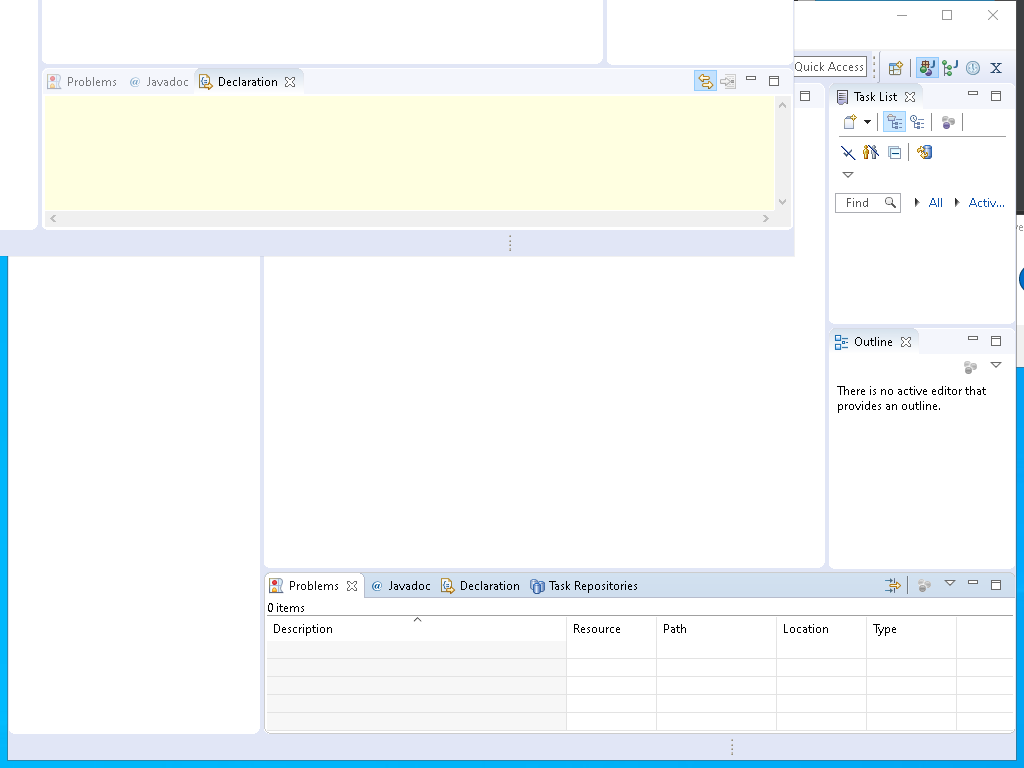 Problems @ Javadoc Declaration
Quick Access
Task List
Find All Activ...
Outline
There is no active editor that
provides an outline.
Problems @ Javadoc Declaration Task Repositories
0 items
Description Resource Path Location Type